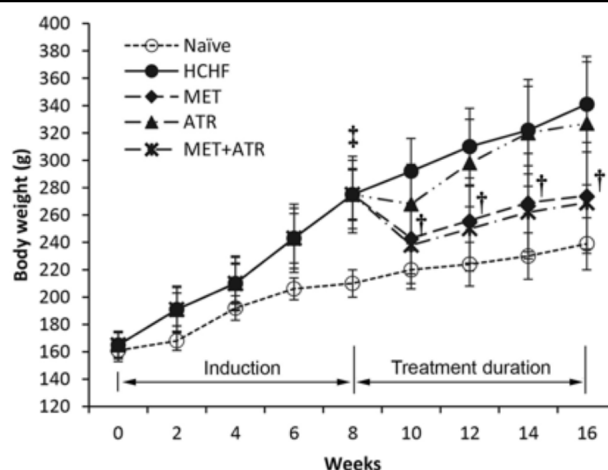 400
380
360
340
320
300
280
260
240
220
200
180
160
140
120
Body weight (g)
Naïve
HCHF
MET
ATR
MET+ATR
‡
† † † †
Induction
Treatment duration
0 2 4 6 8 10 12 14 16
Weeks